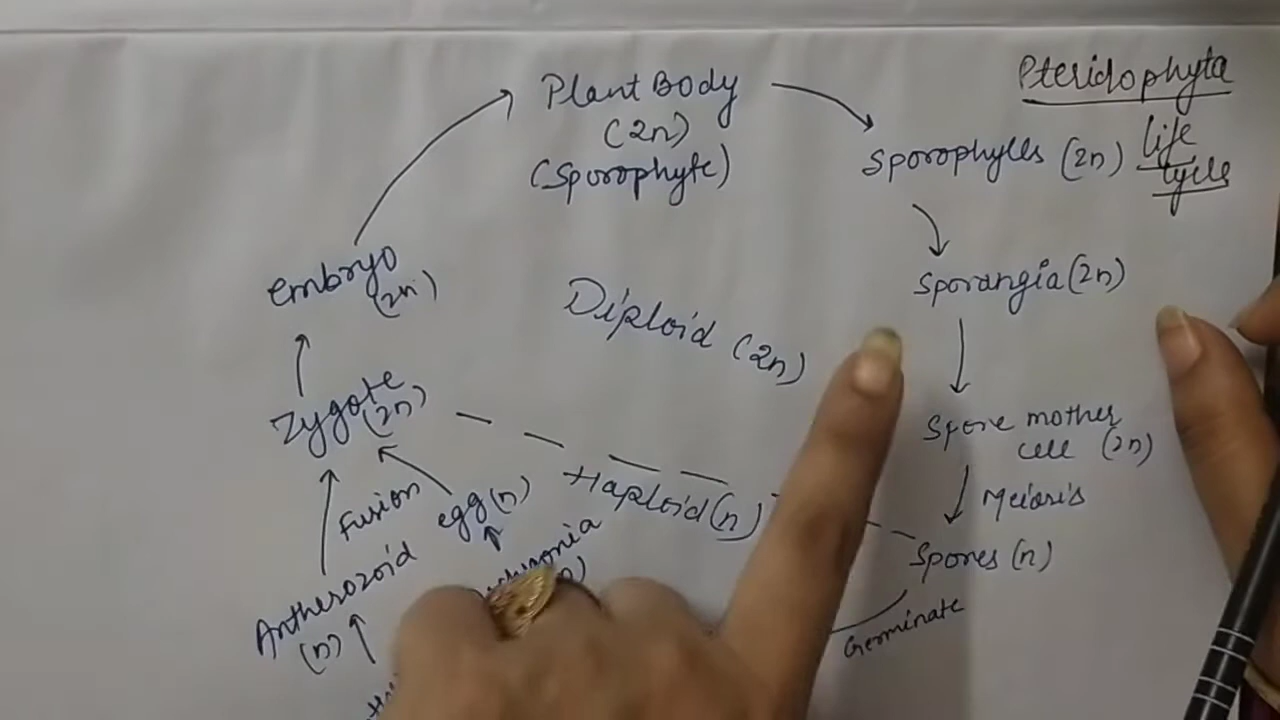 Pteridophyta
life
cycle
Plant Body
(2n)
(Sporophyte)
Sporophylls (2n)
Sporangia (2n)
Spore mother
cell (2n)
Meiosis
Spores (n)
Germinate
Embryo
(2n)
Diploid (2n)
Zygote
(2n)
Haploid (n)
Fusion
egg (n)
Antherozoid
(n)